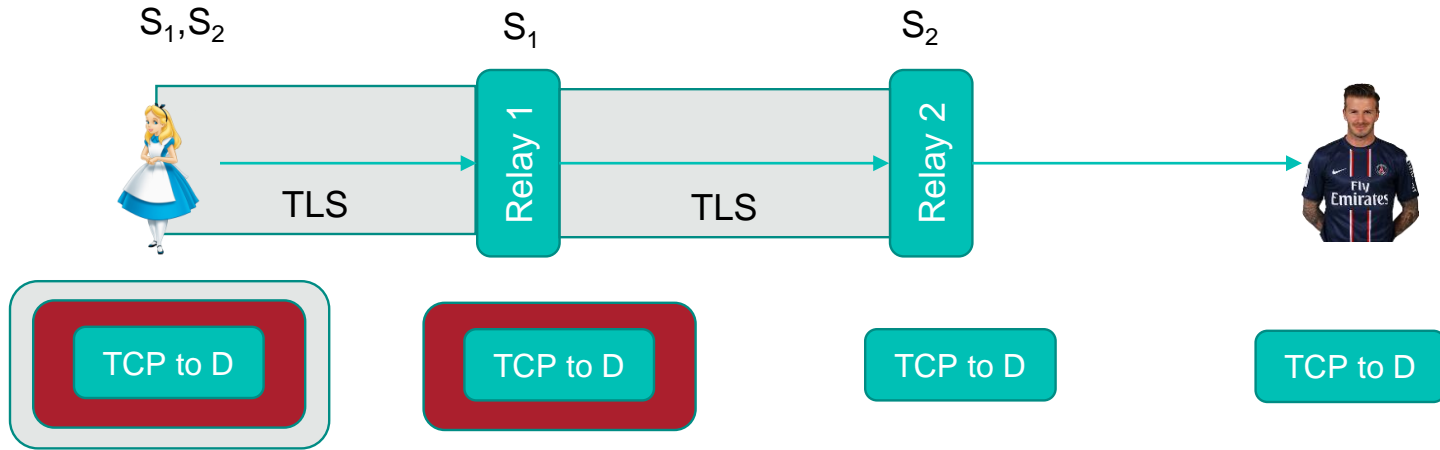 S1,S2
S1
S2
Relay 1
Relay 2
TLS
TLS
Fly
Emirates
TCP to D
TCP to D
TCP to D
TCP to D